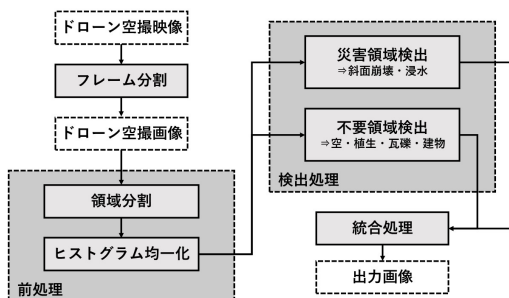 ドローン空撮映像
フレーム分割
ドローン空撮画像
領域分割
ヒストグラム均一化
前処理
災害領域検出
⇒斜面崩壊・浸水
不要領域検出
⇒空・植生・瓦礫・建物
検出処理
統合処理
出力画像